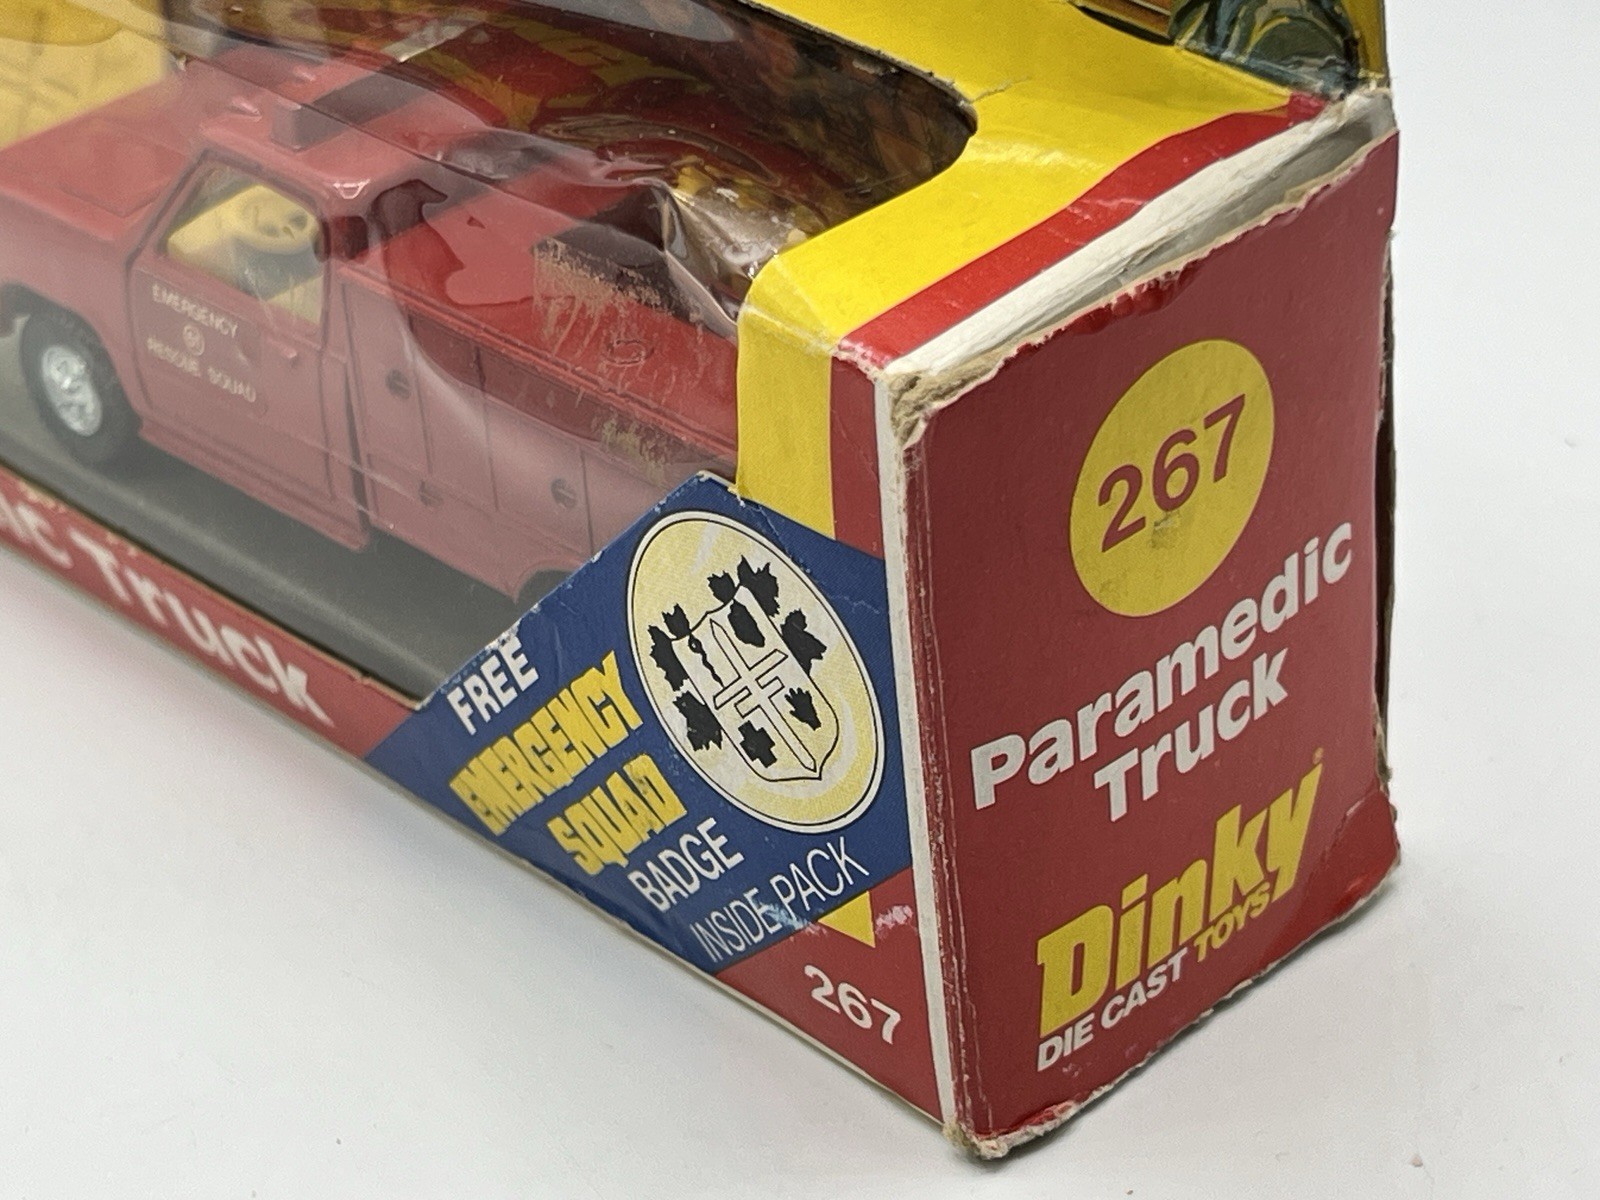 EMERGENCY
51
RESCUE SQUAD
ic Truck
FREE
EMERGENCY
SQUAD
BADGE
INSIDE PACK
267
267
Paramedic
Truck
Dinky
DIE CAST TOYS